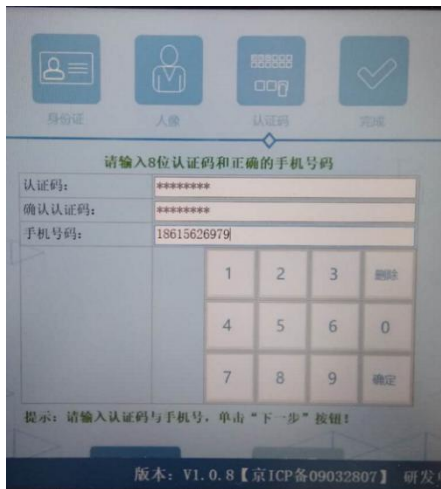 身份证 人像 认证码 完成
请输入8位认证码和正确的手机号码
认证码： ********
确认认证码： ********
手机号码： 18615626979
1 2 3 删除
4 5 6 0
7 8 9 确定
提示：请输入认证码与手机号，单击“下一步”按钮！
版本：V1.0.8【京ICP备09032807】 研发